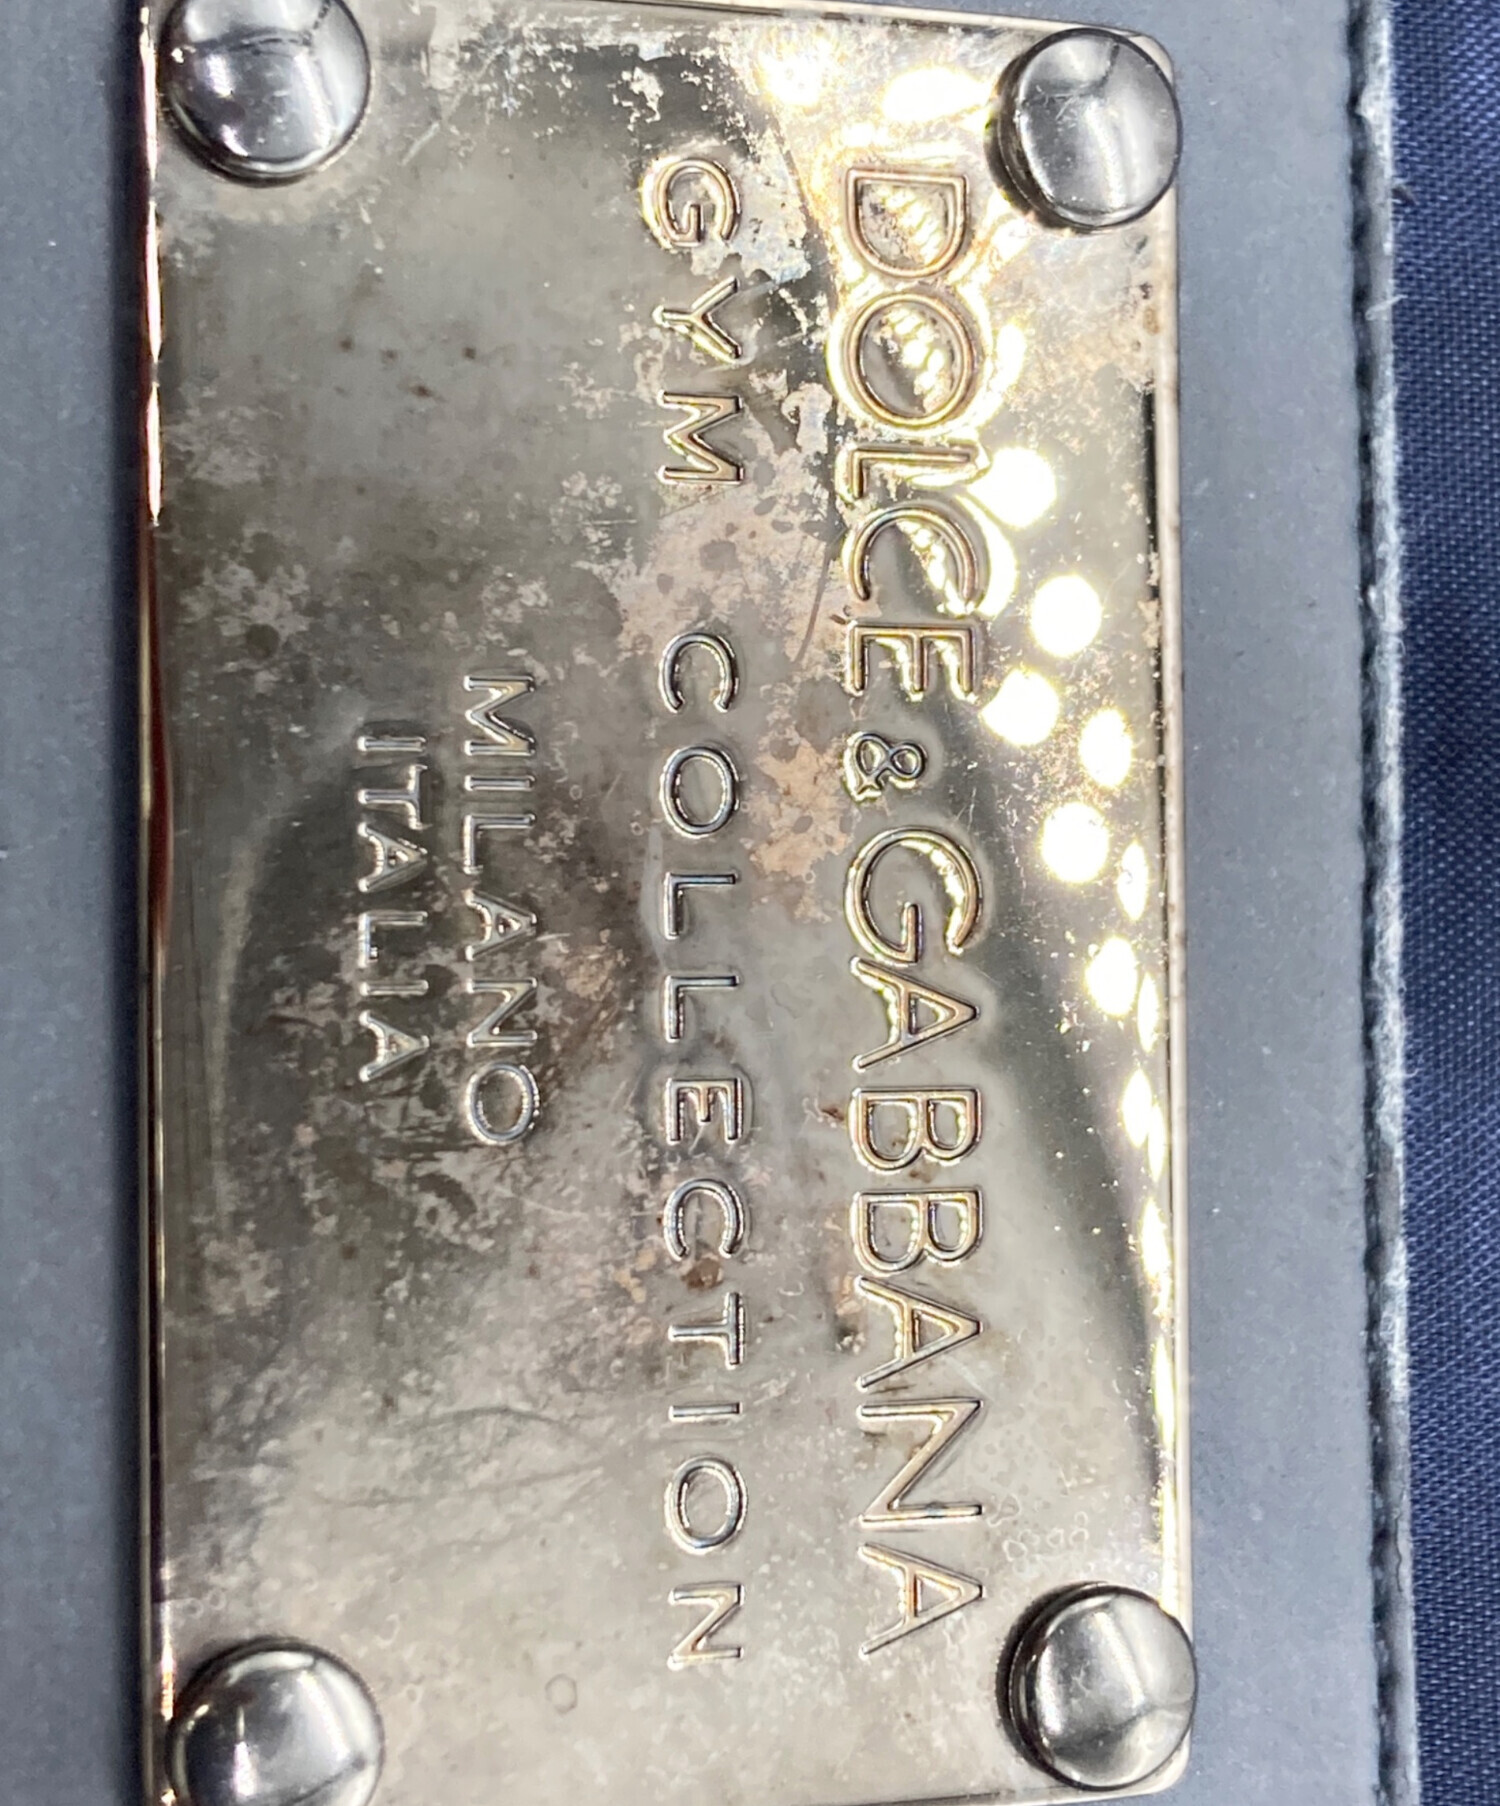 DOLCE & GABBANA
GYM COLLECTION
MILANO
ITALIA